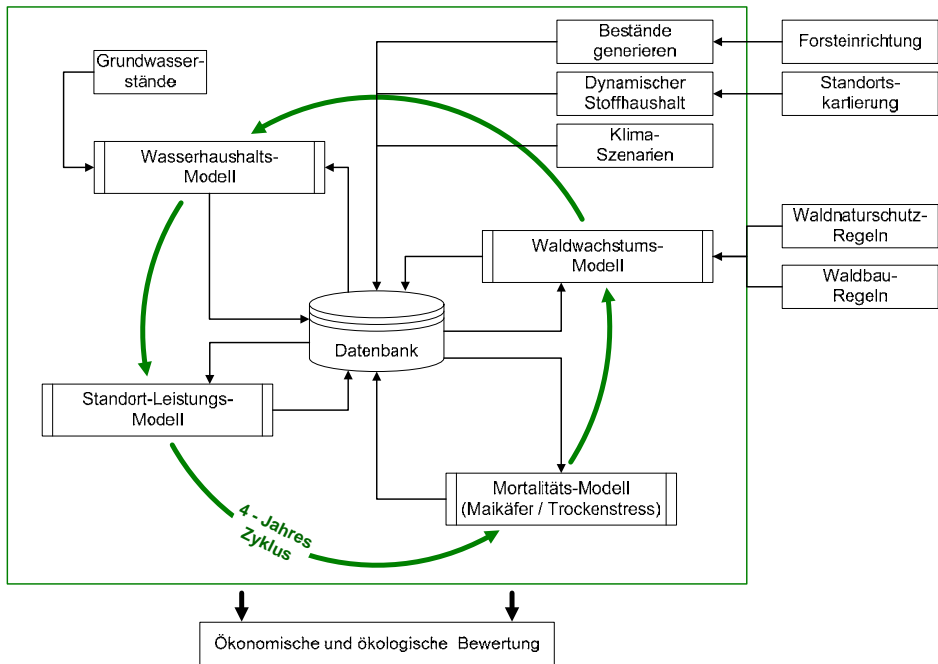 Bestände
generieren
Forsteinrichtung
Grundwasser-
stände
Dynamischer
Stoffhaushalt
Standorts-
kartierung
Klima-
Szenarien
Wasserhaushalts-
Modell
Waldnaturschutz-
Regeln
Waldwachstums-
Modell
Waldbau-
Regeln
Datenbank
Standort-Leistungs-
Modell
Mortalitäts-Modell
(Maikäfer / Trockenstress)
4 - Jahres
Zyklus
Ökonomische und ökologische Bewertung